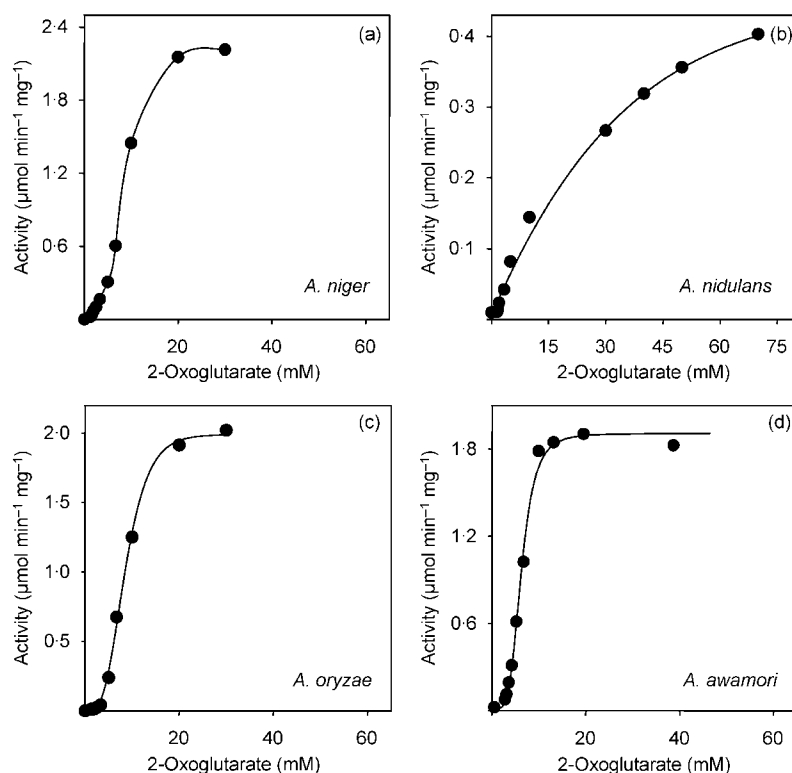 (a)
Activity (µmol min−1 mg−1)
2·4
1·8
1·2
0·6
A. niger
20
40
60
2-Oxoglutarate (mM)
(b)
Activity (µmol min−1 mg−1)
0·4
0·3
0·2
0·1
A. nidulans
15
30
45
60
75
2-Oxoglutarate (mM)
(c)
Activity (µmol min−1 mg−1)
2·0
1·5
1·0
0·5
A. oryzae
20
40
60
2-Oxoglutarate (mM)
(d)
Activity (µmol min−1 mg−1)
1·8
1·2
0·6
A. awamori
20
40
60
2-Oxoglutarate (mM)